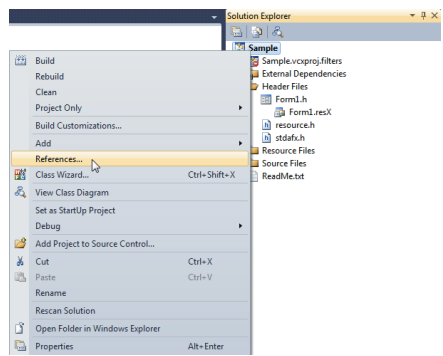 Solution Explorer
Sample
Sample.vcxproj.filters
External Dependencies
Header Files
Form1.h
Form1.resX
resource.h
stdafx.h
Resource Files
Source Files
ReadMe.txt
Build
Rebuild
Clean
Project Only
Build Customizations...
Add
References...
Class Wizard... Ctrl+Shift+X
View Class Diagram
Set as StartUp Project
Debug
Add Project to Source Control...
Cut Ctrl+X
Paste Ctrl+V
Rename
Rescan Solution
Open Folder in Windows Explorer
Properties Alt+Enter